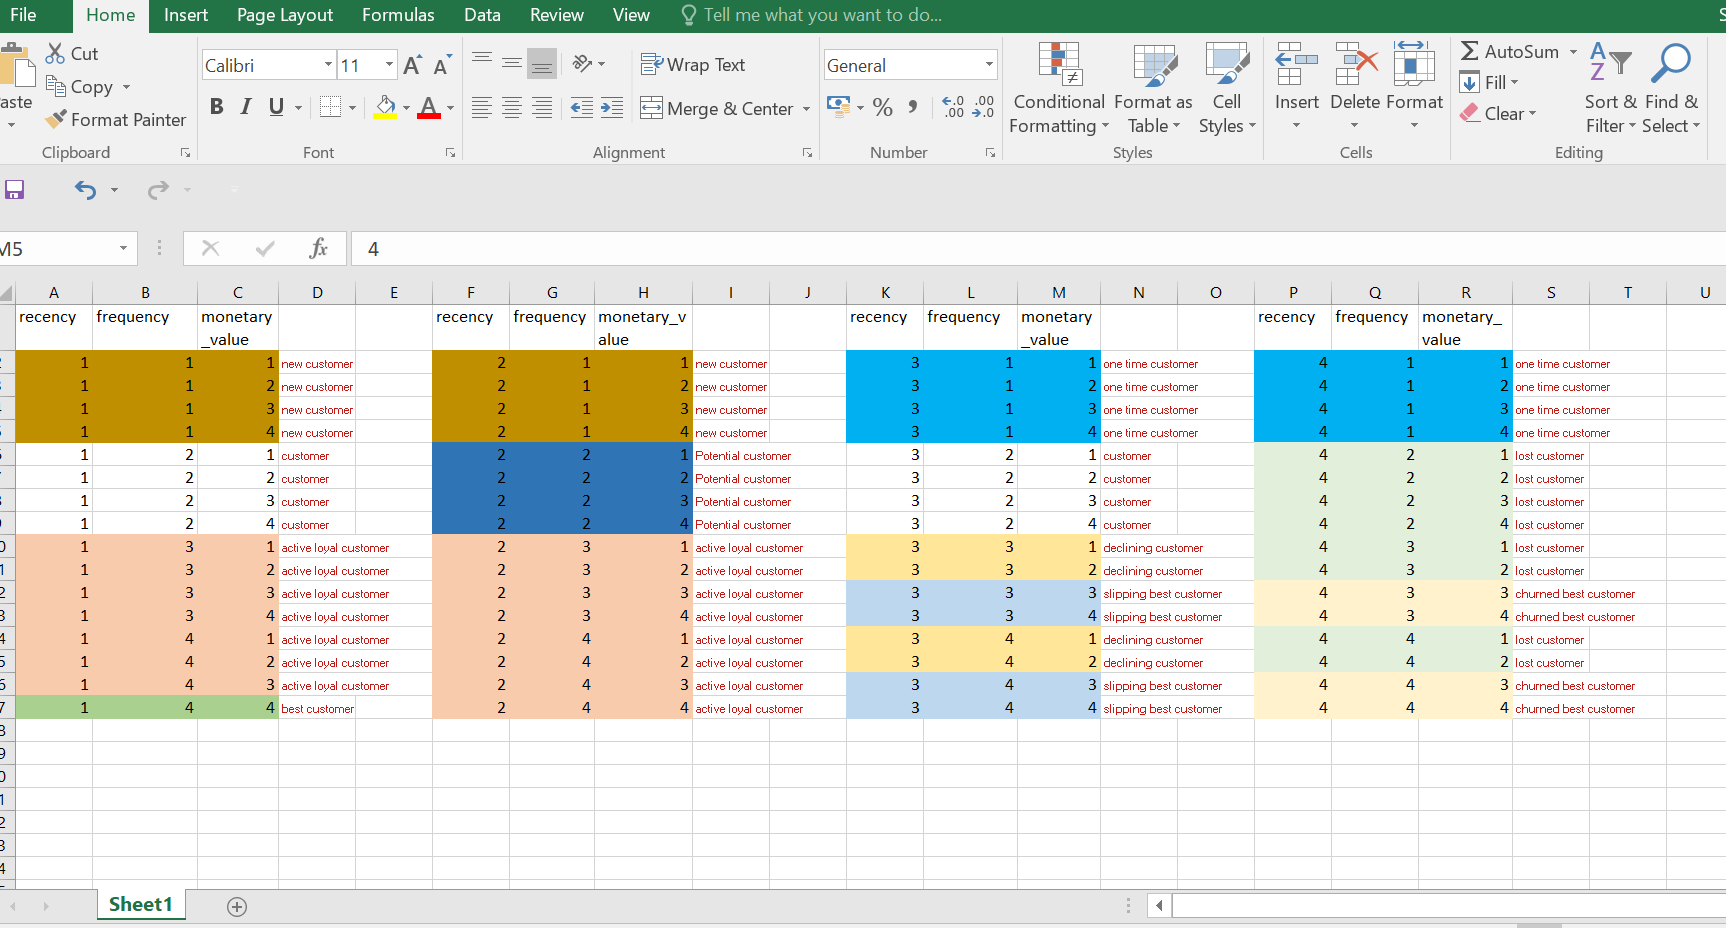 File Home Insert Page Layout Formulas Data Review View Tell me what you want to do...
Cut
Copy
Format Painter
Clipboard
Calibri 11
B I U
Font
Wrap Text
Merge & Center
Alignment
General
%
Number
Conditional Formatting
Format as Table
Cell Styles
Styles
Insert Delete Format
Cells
AutoSum
Fill
Clear
Sort & Filter
Find & Select
Editing
M5 fx 4
A B C D E F G H I J K L M N O P Q R S T U
recency frequency monetary_value recency frequency monetary_value recency frequency monetary_value recency frequency monetary_value
1 1 1 new customer 2 1 1 new customer 3 1 1 one time customer 4 1 1 one time customer
1 1 2 new customer 2 1 2 new customer 3 1 2 one time customer 4 1 2 one time customer
1 1 3 new customer 2 1 3 new customer 3 1 3 one time customer 4 1 3 one time customer
1 1 4 new customer 2 1 4 new customer 3 1 4 one time customer 4 1 4 one time customer
1 2 1 customer 2 2 1 Potential customer 3 2 1 customer 4 2 1 lost customer
1 2 2 customer 2 2 2 Potential customer 3 2 2 customer 4 2 2 lost customer
1 2 3 customer 2 2 3 Potential customer 3 2 3 customer 4 2 3 lost customer
1 2 4 customer 2 2 4 Potential customer 3 2 4 customer 4 2 4 lost customer
1 3 1 active loyal customer 2 3 1 active loyal customer 3 3 1 declining customer 4 3 1 lost customer
1 3 2 active loyal customer 2 3 2 active loyal customer 3 3 2 declining customer 4 3 2 lost customer
1 3 3 active loyal customer 2 3 3 active loyal customer 3 3 3 slipping best customer 4 3 3 churned best customer
1 3 4 active loyal customer 2 3 4 active loyal customer 3 3 4 slipping best customer 4 3 4 churned best customer
1 4 1 active loyal customer 2 4 1 active loyal customer 3 4 1 declining customer 4 4 1 lost customer
1 4 2 active loyal customer 2 4 2 active loyal customer 3 4 2 declining customer 4 4 2 lost customer
1 4 3 active loyal customer 2 4 3 active loyal customer 3 4 3 slipping best customer 4 4 3 churned best customer
1 4 4 best customer 2 4 4 active loyal customer 3 4 4 slipping best customer 4 4 4 churned best customer
Sheet1